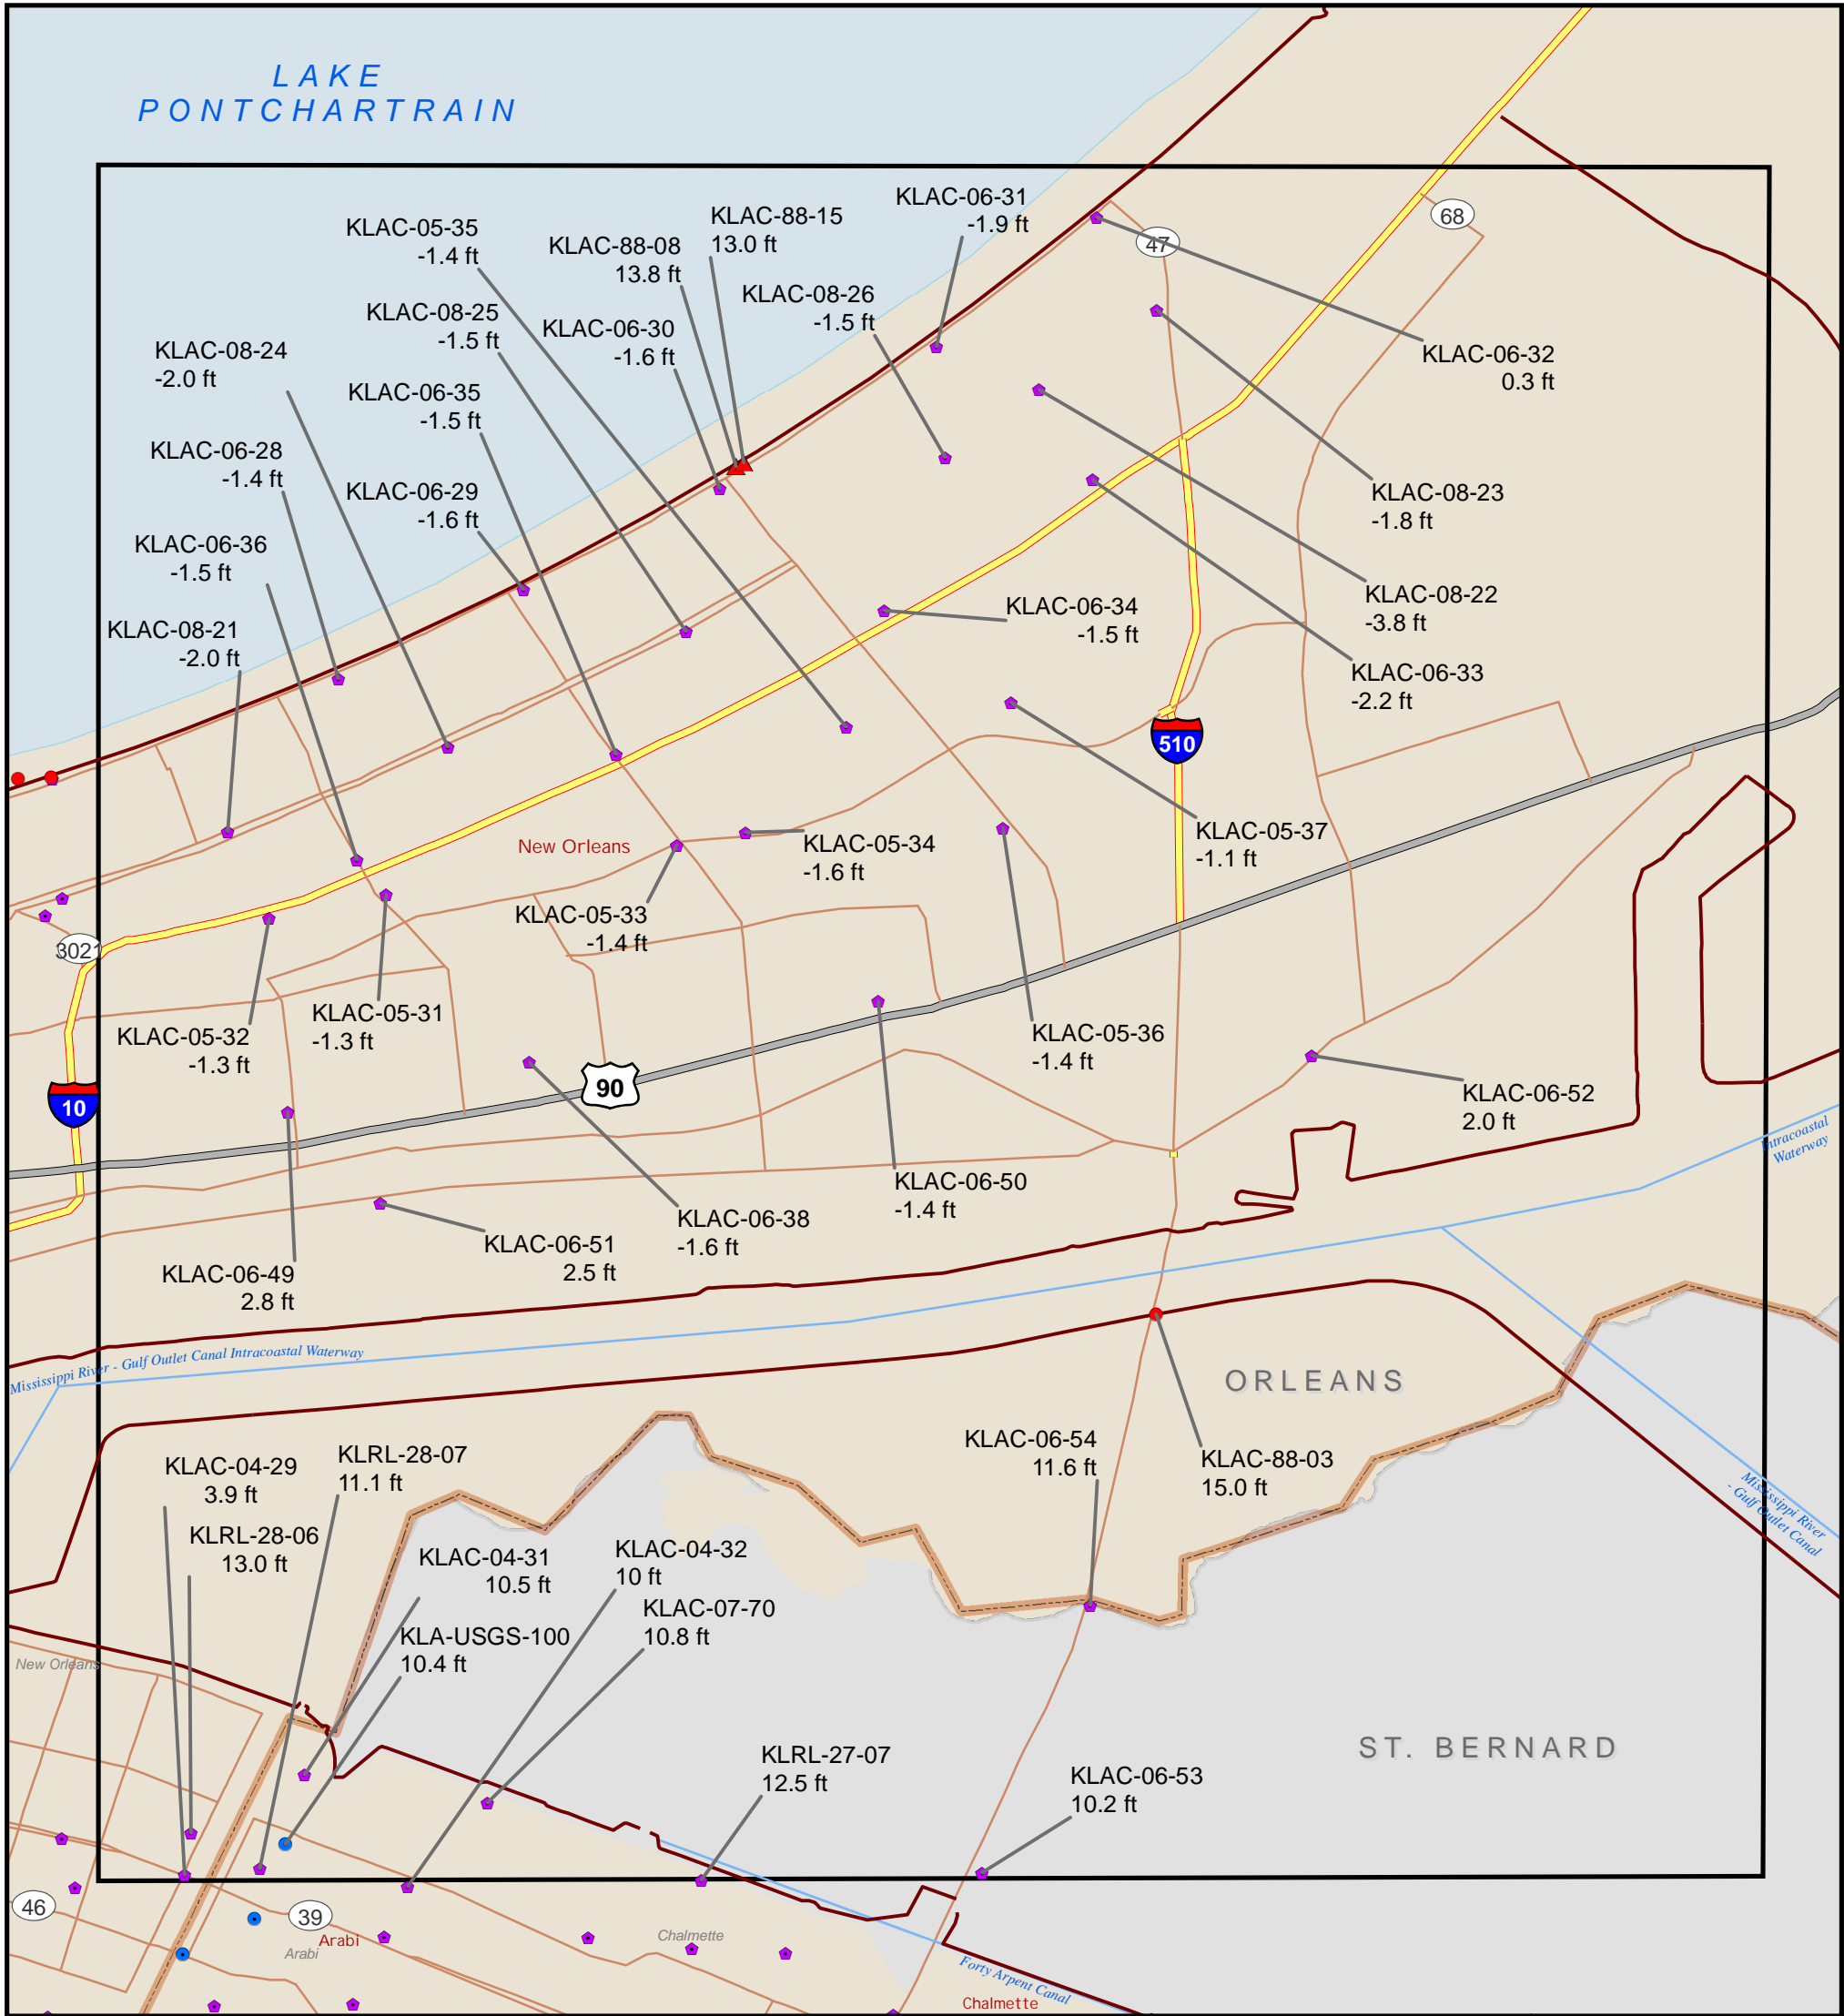 LAKE
PONTCHARTRAIN
KLAC-06-31
-1.9 ft
KLAC-88-15
13.0 ft
KLAC-05-35
-1.4 ft
KLAC-88-08
13.8 ft
68
47
KLAC-08-26
-1.5 ft
KLAC-08-25
-1.5 ft
KLAC-06-30
-1.6 ft
KLAC-08-24
-2.0 ft
KLAC-06-32
0.3 ft
KLAC-06-35
-1.5 ft
KLAC-06-28
-1.4 ft
KLAC-06-29
-1.6 ft
KLAC-08-23
-1.8 ft
KLAC-06-36
-1.5 ft
KLAC-08-22
-3.8 ft
KLAC-06-34
-1.5 ft
KLAC-08-21
-2.0 ft
KLAC-06-33
-2.2 ft
510
KLAC-05-37
-1.1 ft
New Orleans
KLAC-05-34
-1.6 ft
KLAC-05-33
-1.4 ft
3021
KLAC-05-31
-1.3 ft
KLAC-05-32
-1.3 ft
KLAC-05-36
-1.4 ft
90
10
KLAC-06-52
2.0 ft
Intracoastal
Waterway
KLAC-06-50
-1.4 ft
KLAC-06-38
-1.6 ft
KLAC-06-51
2.5 ft
KLAC-06-49
2.8 ft
Mississippi River - Gulf Outlet Canal Intracoastal Waterway
ORLEANS
KLAC-06-54
11.6 ft
KLAC-88-03
15.0 ft
KLRL-28-07
11.1 ft
KLAC-04-29
3.9 ft
Mississippi River
- Gulf Outlet Canal
KLRL-28-06
13.0 ft
KLAC-04-31
10.5 ft
KLAC-04-32
10 ft
KLAC-07-70
10.8 ft
KLA-USGS-100
10.4 ft
New Orleans
ST. BERNARD
KLRL-27-07
12.5 ft
KLAC-06-53
10.2 ft
46
39
Arabi
Arabi
Chalmette
Forty Arpent Canal
Chalmette